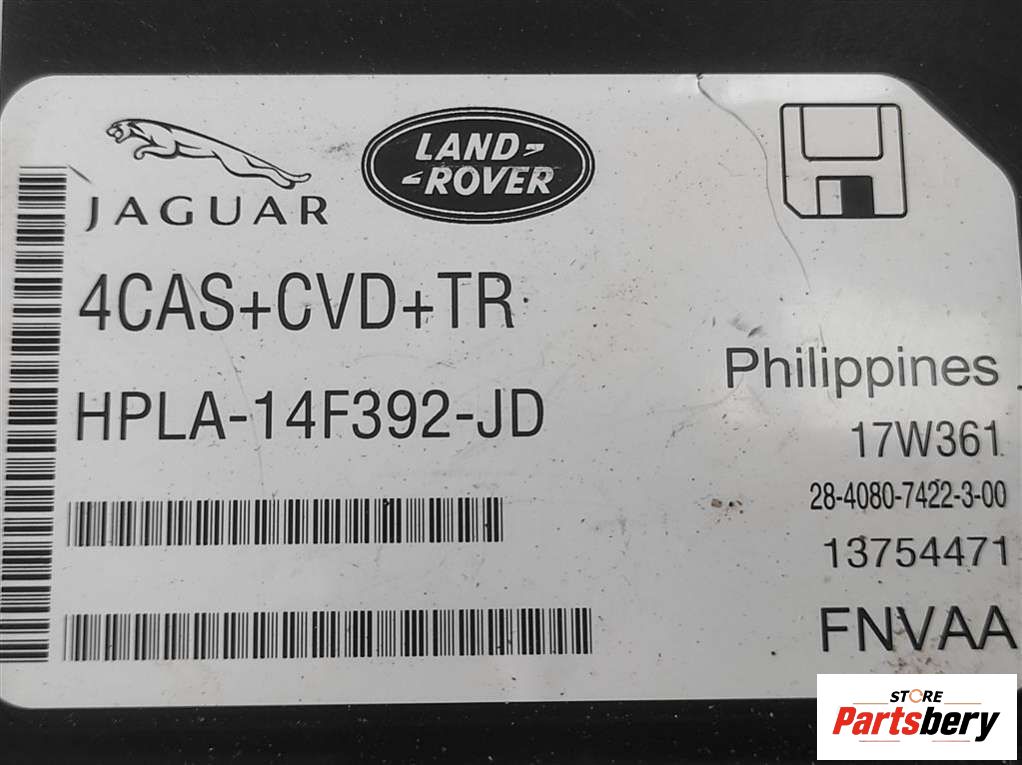 JAGUAR
LAND-
-ROVER
4CAS+CVD+TR
HPLA-14F392-JD
Philippines
17W361
28-4080-7422-3-00
13754471
FNVAA
STORE
Partsbery